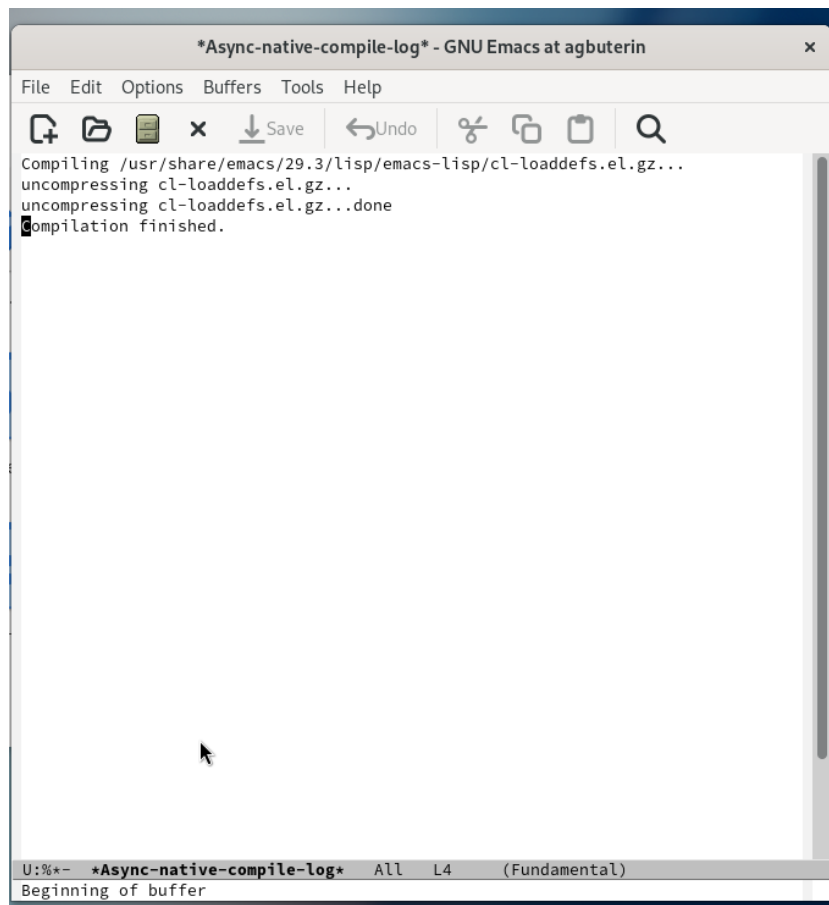 *Async-native-compile-log* - GNU Emacs at agbuterin
File Edit Options Buffers Tools Help
Save Undo
Compiling /usr/share/emacs/29.3/lisp/emacs-lisp/cl-loaddefs.el.gz...
uncompressing cl-loaddefs.el.gz...
uncompressing cl-loaddefs.el.gz...done
Compilation finished.
U:%*- *Async-native-compile-log* All L4 (Fundamental)
Beginning of buffer